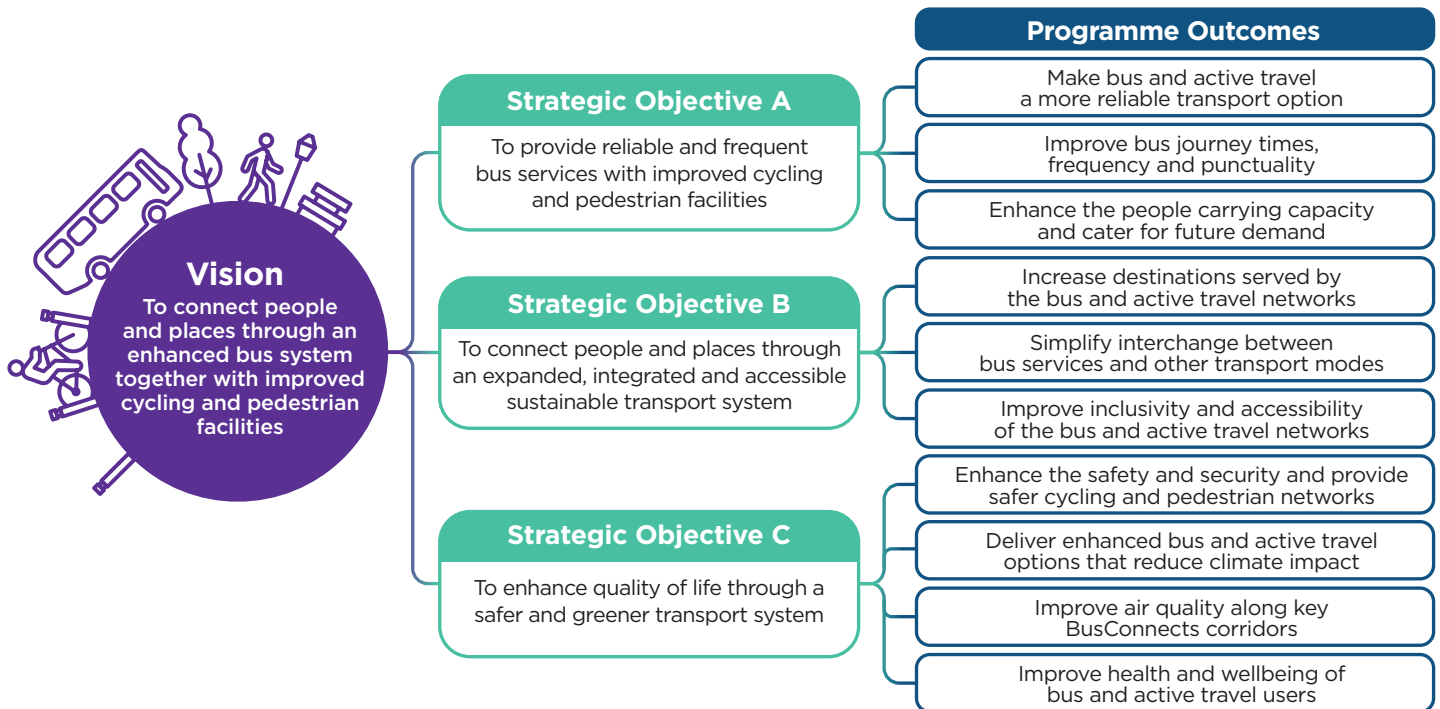 Vision
To connect people
and places through an
enhanced bus system
together with improved
cycling and pedestrian
facilities
Strategic Objective A
To provide reliable and frequent
bus services with improved cycling
and pedestrian facilities
Strategic Objective B
To connect people and places through
an expanded, integrated and accessible
sustainable transport system
Strategic Objective C
To enhance quality of life through a
safer and greener transport system
Programme Outcomes
Make bus and active travel
a more reliable transport option
Improve bus journey times,
frequency and punctuality
Enhance the people carrying capacity
and cater for future demand
Increase destinations served by
the bus and active travel networks
Simplify interchange between
bus services and other transport modes
Improve inclusivity and accessibility
of the bus and active travel networks
Enhance the safety and security and provide
safer cycling and pedestrian networks
Deliver enhanced bus and active travel
options that reduce climate impact
Improve air quality along key
BusConnects corridors
Improve health and wellbeing of
bus and active travel users